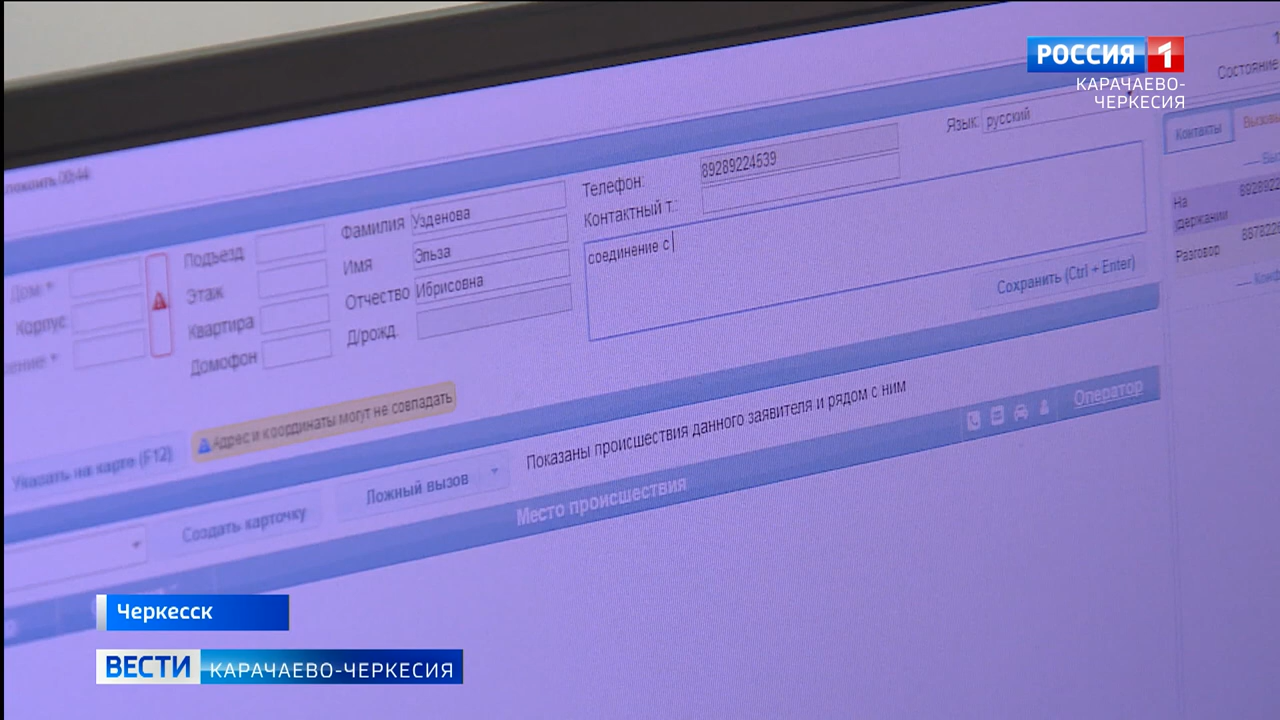 РОССИЯ 1
КАРАЧАЕВО-
ЧЕРКЕСИЯ
Состояние
Контакты
Язык: русский
Телефон: 89289224539
Контактный т.:
Фамилия Узденова
Имя Эльза
Отчество Ибрисовна
Д/рожд.
Дом: *
Корпус
Подъезд
Этаж
Квартира
Домофон
соединение с
Сохранить (Ctrl + Enter)
На
Разговор
Адрес и координаты могут не совпадать
Указать на карте (F12)
Показаны происшествия данного заявителя и рядом с ним
Создать карточку
Ложный вызов
Место происшествия
Оператор
Черкесск
ВЕСТИ КАРАЧАЕВО-ЧЕРКЕСИЯ